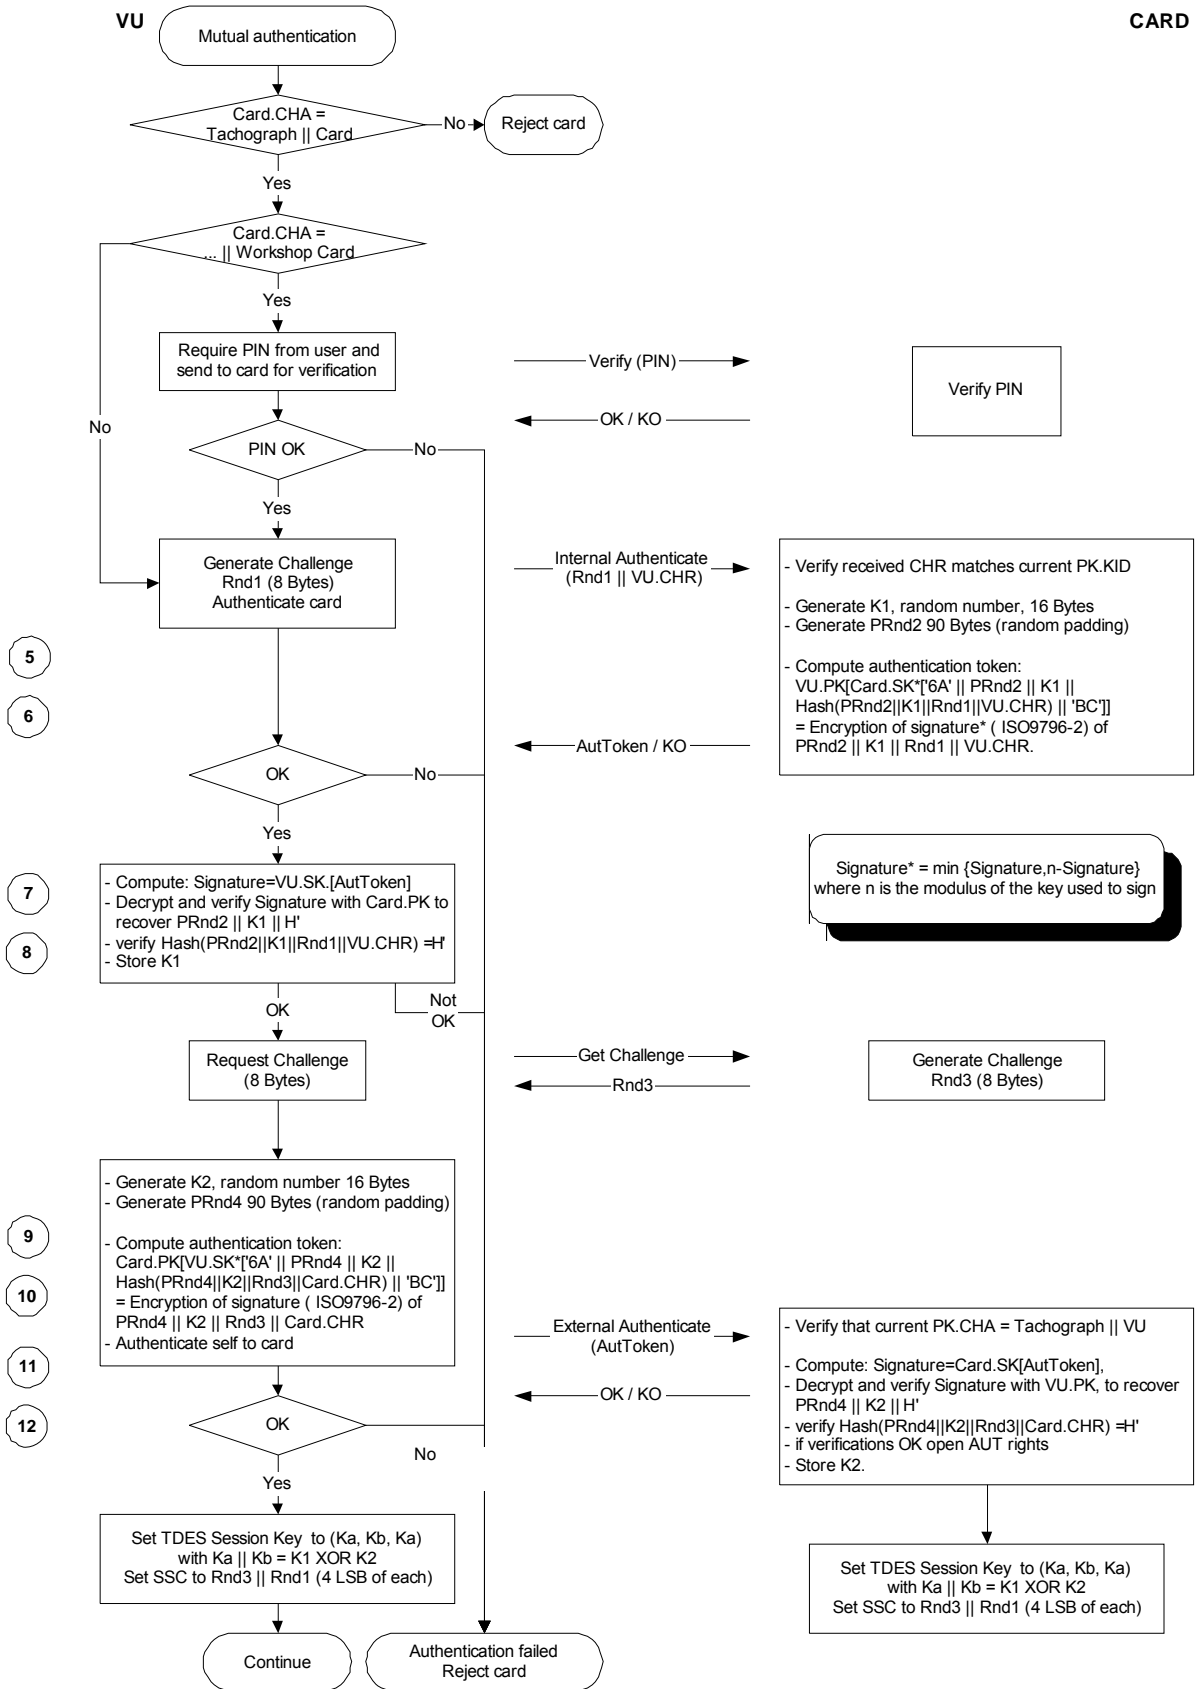 VU
CARD
Mutual authentication
Card.CHA =
Tachograph || Card
No
Reject card
Yes
Card.CHA =
... || Workshop Card
Yes
Require PIN from user and
send to card for verification
Verify (PIN)
Verify PIN
OK / KO
No
PIN OK
No
Yes
Generate Challenge
Rnd1 (8 Bytes)
Authenticate card
Internal Authenticate
(Rnd1 || VU.CHR)
- Verify received CHR matches current PK.KID
- Generate K1, random number, 16 Bytes
- Generate PRnd2 90 Bytes (random padding)
- Compute authentication token:
VU.PK[Card.SK*['6A' || PRnd2 || K1 ||
Hash(PRnd2||K1||Rnd1||VU.CHR) || 'BC']]
= Encryption of signature* ( ISO9796-2) of
PRnd2 || K1 || Rnd1 || VU.CHR.
5
6
AutToken / KO
OK
No
Yes
Signature* = min {Signature,n-Signature}
where n is the modulus of the key used to sign
7
8
- Compute: Signature=VU.SK.[AutToken]
- Decrypt and verify Signature with Card.PK to
recover PRnd2 || K1 || H'
- verify Hash(PRnd2||K1||Rnd1||VU.CHR) =H'
- Store K1
OK
Not
OK
Request Challenge
(8 Bytes)
Get Challenge
Rnd3
Generate Challenge
Rnd3 (8 Bytes)
- Generate K2, random number 16 Bytes
- Generate PRnd4 90 Bytes (random padding)
- Compute authentication token:
Card.PK[VU.SK*['6A' || PRnd4 || K2 ||
Hash(PRnd4||K2||Rnd3||Card.CHR) || 'BC']]
= Encryption of signature ( ISO9796-2) of
PRnd4 || K2 || Rnd3 || Card.CHR
- Authenticate self to card
9
10
11
12
External Authenticate
(AutToken)
OK / KO
- Verify that current PK.CHA = Tachograph || VU
- Compute: Signature=Card.SK[AutToken],
- Decrypt and verify Signature with VU.PK, to recover
PRnd4 || K2 || H'
- verify Hash(PRnd4||K2||Rnd3||Card.CHR) =H'
- if verifications OK open AUT rights
- Store K2.
OK
No
Yes
Set TDES Session Key to (Ka, Kb, Ka)
with Ka || Kb = K1 XOR K2
Set SSC to Rnd3 || Rnd1 (4 LSB of each)
Set TDES Session Key to (Ka, Kb, Ka)
with Ka || Kb = K1 XOR K2
Set SSC to Rnd3 || Rnd1 (4 LSB of each)
Continue
Authentication failed
Reject card